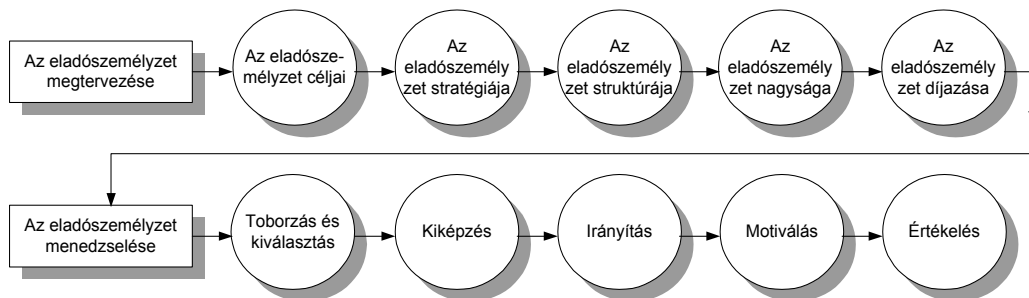 Az eladószemélyzet
megtervezése
Az eladósze-
mélyzet céljai
Az
eladószemély
zet stratégiája
Az
eladószemély
zet struktúrája
Az
eladószemély
zet nagysága
Az
eladószemély
zet díjazása
Az eladószemélyzet
menedzselése
Toborzás és
kiválasztás
Kiképzés
Irányítás
Motiválás
Értékelés